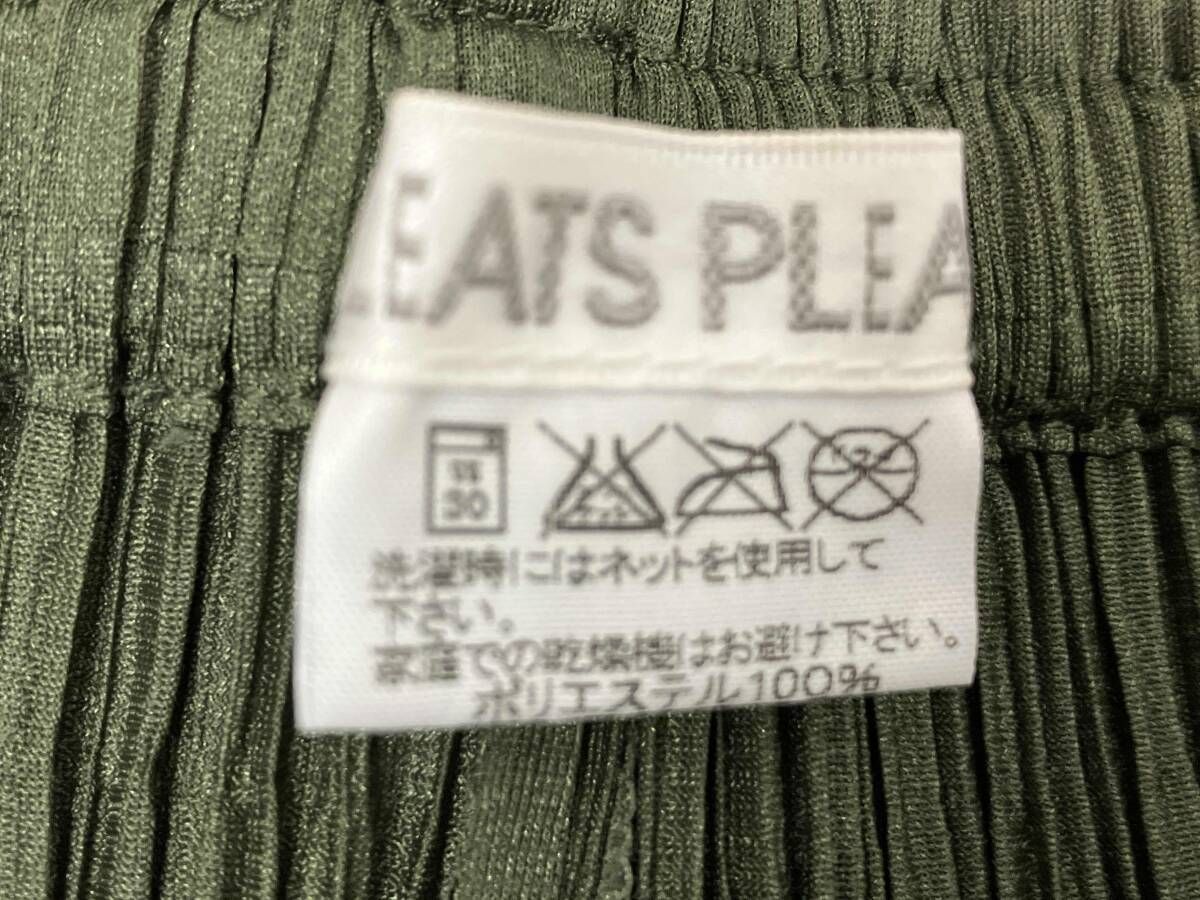 LEATS PLEA
弱
30
洗濯時にはネットを使用して
下さい。
家庭での乾燥機はお避け下さい。
ポリエステル100%